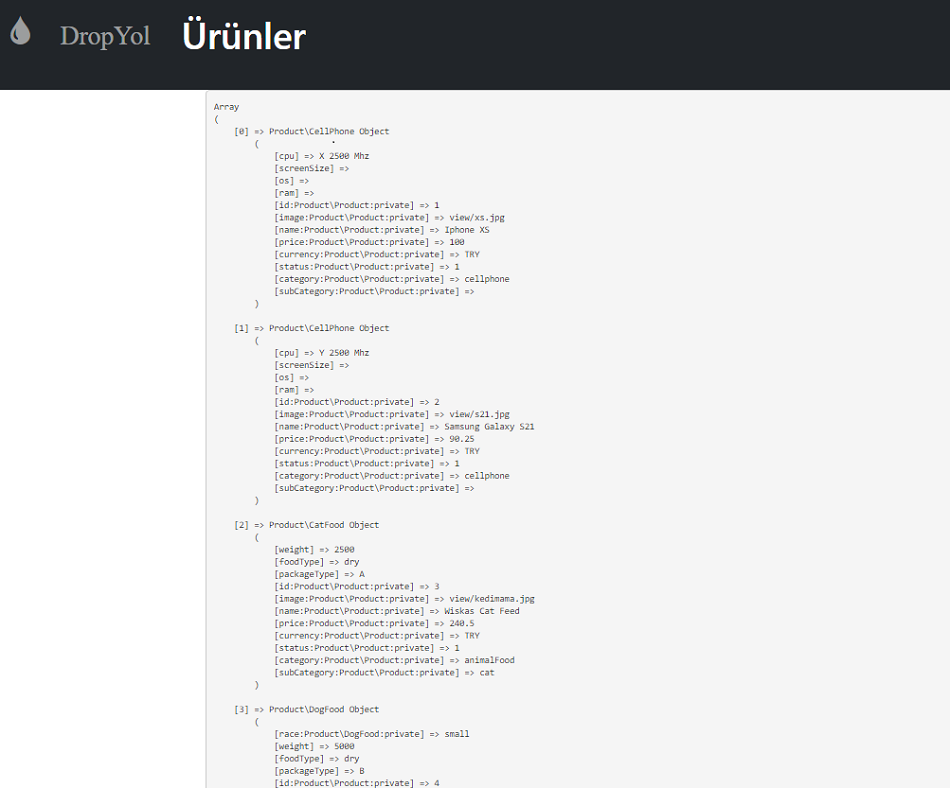 DropYol Ürünler
Array
(
    [0] => Product\CellPhone Object
        (
            [cpu] => X 2500 Mhz
            [screenSize] =>
            [os] =>
            [ram] =>
            [id:Product\Product:private] => 1
            [image:Product\Product:private] => view/xs.jpg
            [name:Product\Product:private] => Iphone XS
            [price:Product\Product:private] => 100
            [currency:Product\Product:private] => TRY
            [status:Product\Product:private] => 1
            [category:Product\Product:private] => cellphone
            [subCategory:Product\Product:private] =>
        )
    [1] => Product\CellPhone Object
        (
            [cpu] => Y 2500 Mhz
            [screenSize] =>
            [os] =>
            [ram] =>
            [id:Product\Product:private] => 2
            [image:Product\Product:private] => view/s21.jpg
            [name:Product\Product:private] => Samsung Galaxy S21
            [price:Product\Product:private] => 90.25
            [currency:Product\Product:private] => TRY
            [status:Product\Product:private] => 1
            [category:Product\Product:private] => cellphone
            [subCategory:Product\Product:private] =>
        )
    [2] => Product\CatFood Object
        (
            [weight] => 2500
            [foodType] => dry
            [packageType] => A
            [id:Product\Product:private] => 3
            [image:Product\Product:private] => view/kedimama.jpg
            [name:Product\Product:private] => Wiskas Cat Feed
            [price:Product\Product:private] => 240.5
            [currency:Product\Product:private] => TRY
            [status:Product\Product:private] => 1
            [category:Product\Product:private] => animalFood
            [subCategory:Product\Product:private] => cat
        )
    [3] => Product\DogFood Object
        (
            [race:Product\DogFood:private] => small
            [weight] => 5000
            [foodType] => dry
            [packageType] => B
            [id:Product\Product:private] => 4